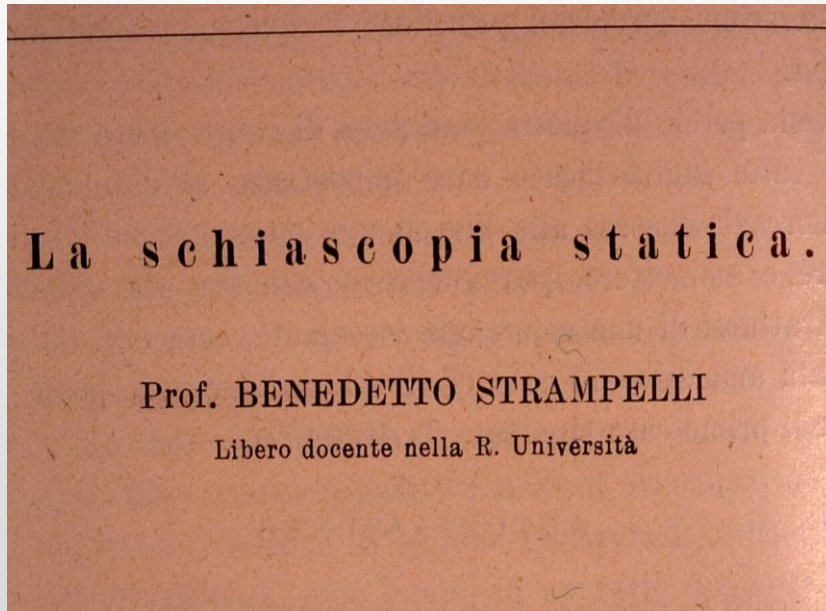 La schiascopia statica.
Prof. BENEDETTO STRAMPELLI
Libero docente nella R. Università